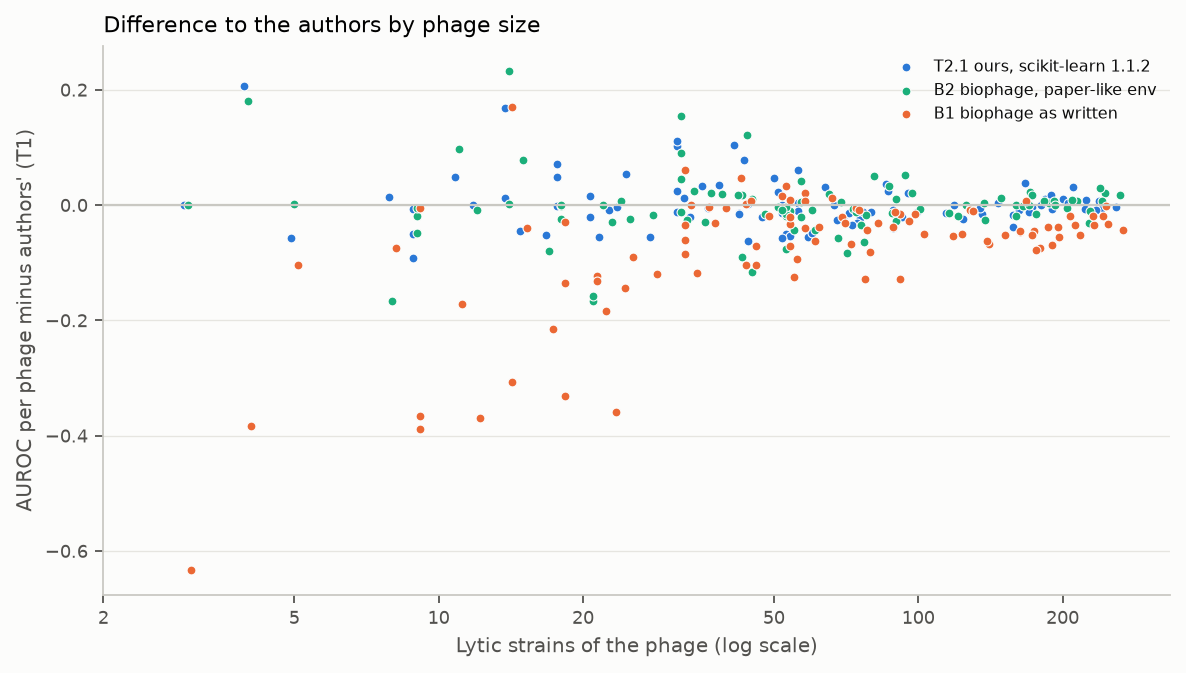 Difference to the authors by phage size
T2.1 ours, scikit-learn 1.1.2
B2 biophage, paper-like env
B1 biophage as written
AUROC per phage minus authors' (T1)
0.2
0.0
−0.2
−0.4
−0.6
2 5 10 20 50 100 200
Lytic strains of the phage (log scale)